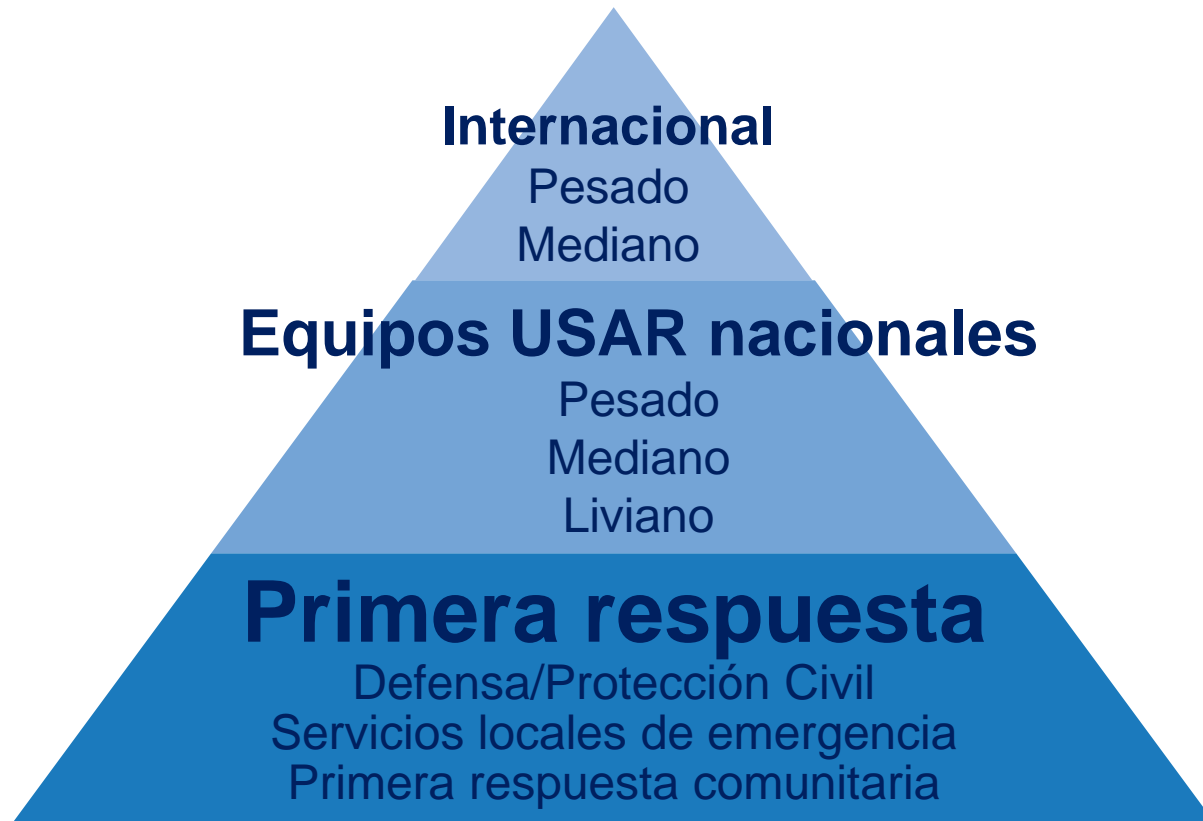 Internacional
Pesado
Mediano
Equipos USAR nacionales
Pesado
Mediano
Liviano
Primera respuesta
Defensa/Protección Civil
Servicios locales de emergencia
Primera respuesta comunitaria